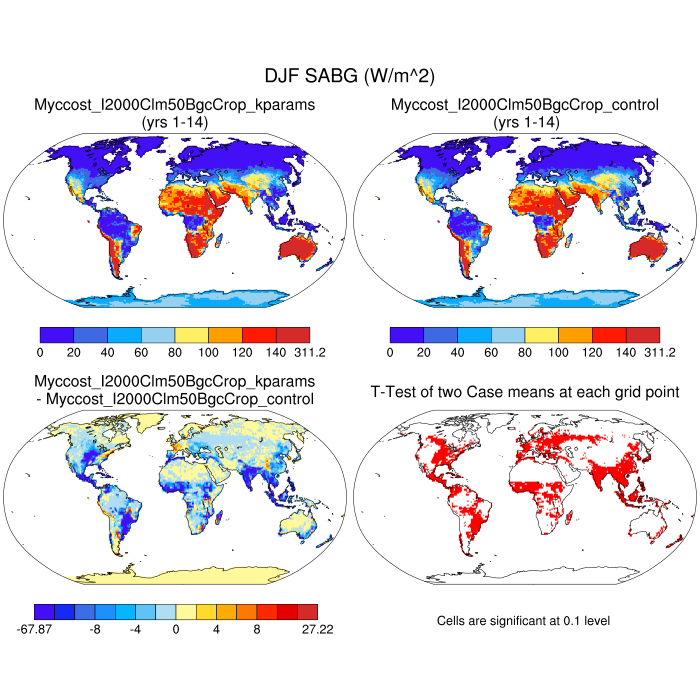 DJF SABG (W/m^2)
Myccost_I2000Clm50BgcCrop_kparams
(yrs 1-14)
Myccost_I2000Clm50BgcCrop_control
(yrs 1-14)
0 20 40 60 80 100 120 140 311.2
0 20 40 60 80 100 120 140 311.2
Myccost_I2000Clm50BgcCrop_kparams
- Myccost_I2000Clm50BgcCrop_control
T-Test of two Case means at each grid point
-67.87 -8 -4 0 4 8 27.22
Cells are significant at 0.1 level